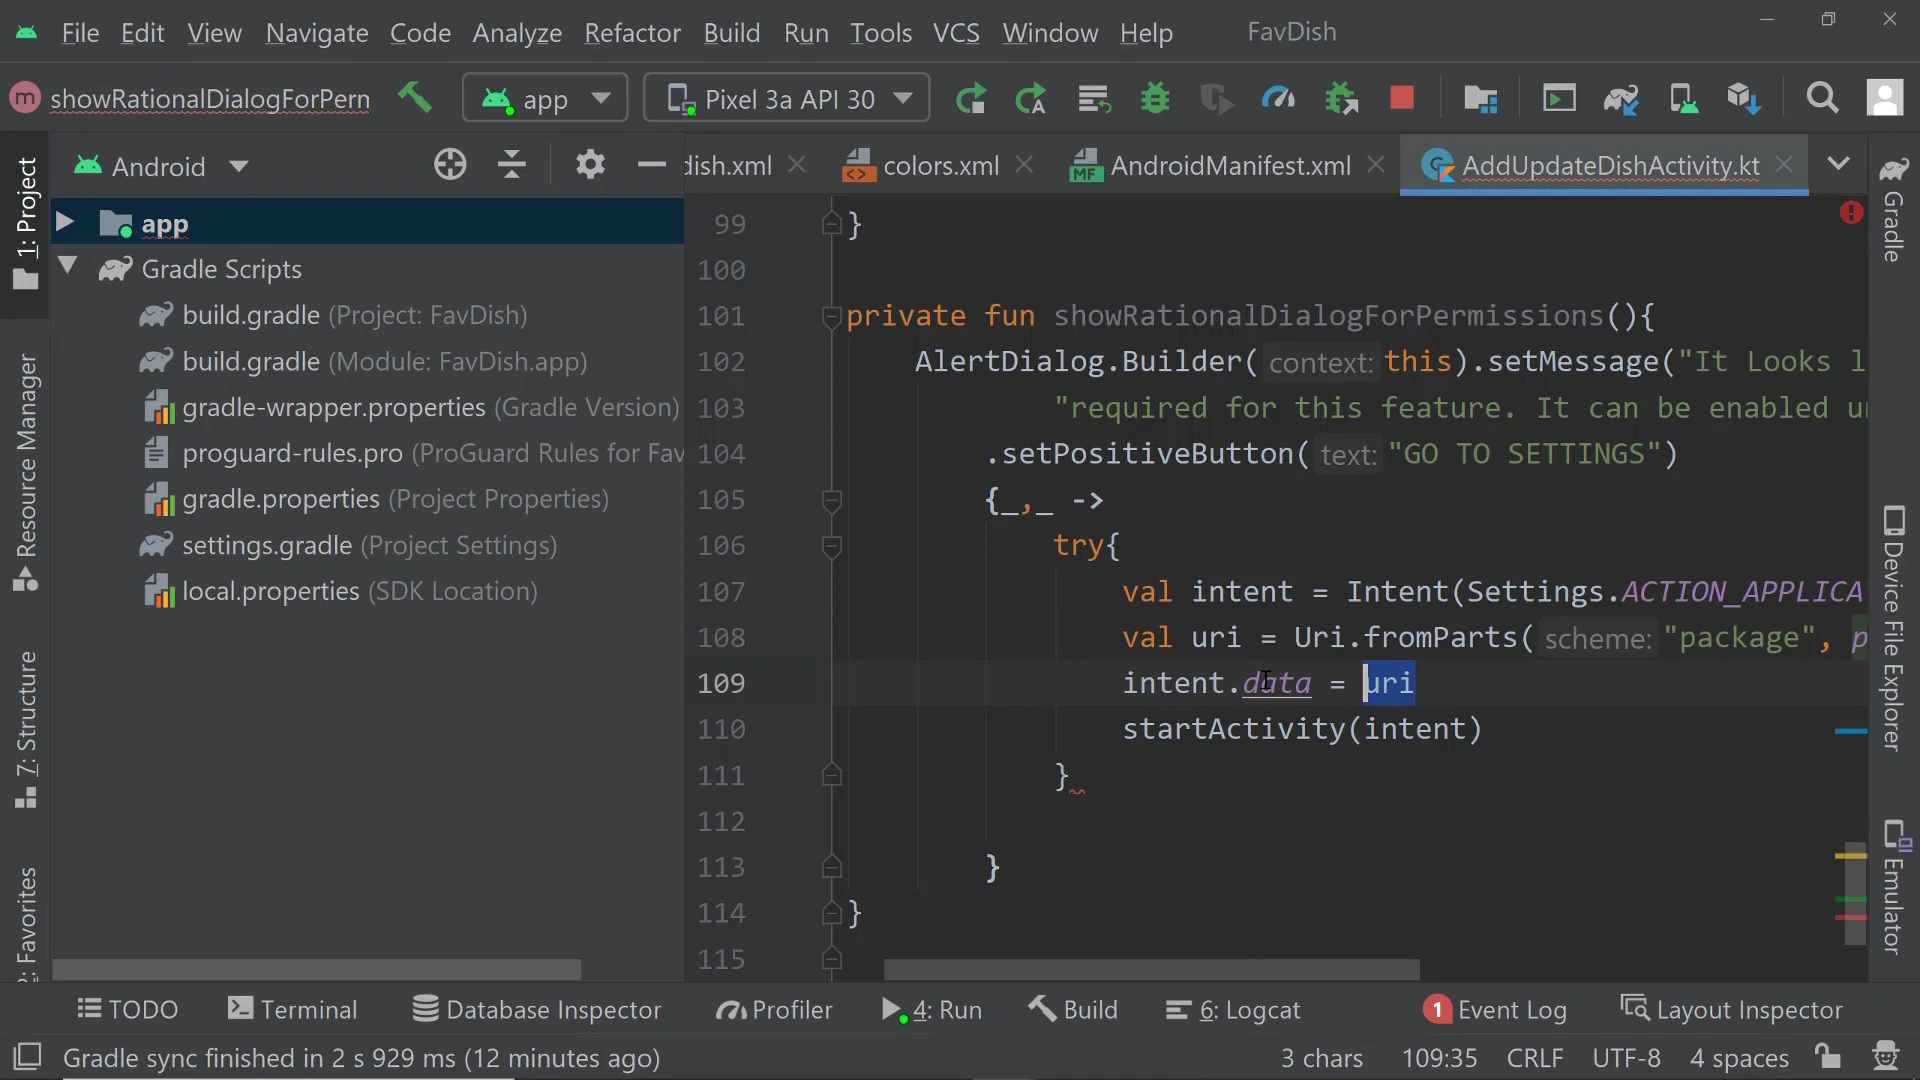 File Edit View Navigate Code Analyze Refactor Build Run Tools VCS Window Help FavDish
m showRationalDialogForPern app Pixel 3a API 30
Android
dish.xml colors.xml AndroidManifest.xml AddUpdateDishActivity.kt
1: Project
Resource Manager
7: Structure
2: Favorites
app
Gradle Scripts
build.gradle (Project: FavDish)
build.gradle (Module: FavDish.app)
gradle-wrapper.properties (Gradle Version)
proguard-rules.pro (ProGuard Rules for Fav
gradle.properties (Project Properties)
settings.gradle (Project Settings)
local.properties (SDK Location)
99 }
100
101 private fun showRationalDialogForPermissions(){
102 AlertDialog.Builder( context: this).setMessage("It Looks l
103 "required for this feature. It can be enabled un
104 .setPositiveButton( text: "GO TO SETTINGS")
105 {_,_ ->
106 try{
107 val intent = Intent(Settings.ACTION_APPLICA
108 val uri = Uri.fromParts( scheme: "package", p
109 intent.data = uri
110 startActivity(intent)
111 }
112
113 }
114 }
115
Gradle
Device File Explorer
Emulator
TODO Terminal Database Inspector Profiler 4: Run Build 6: Logcat 1 Event Log Layout Inspector
Gradle sync finished in 2 s 929 ms (12 minutes ago) 3 chars 109:35 CRLF UTF-8 4 spaces